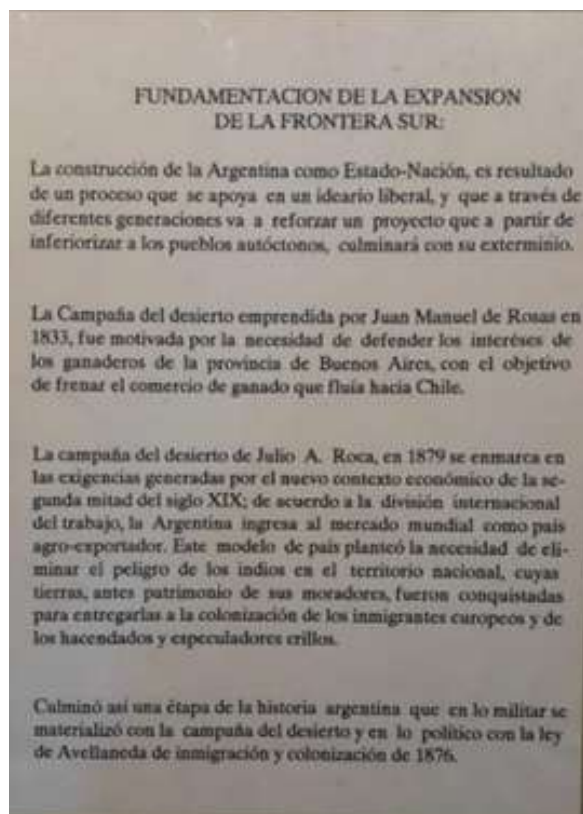 FUNDAMENTACION DE LA EXPANSION
DE LA FRONTERA SUR:
La construcción de la Argentina como Estado-Nación, es resultado
de un proceso que se apoya en un ideario liberal, y que a través de
diferentes generaciones va a reforzar un proyecto que a partir de
inferiorizar a los pueblos autóctonos, culminará con su exterminio.
La Campaña del desierto emprendida por Juan Manuel de Rosas en
1833, fue motivada por la necesidad de defender los interéses de
los ganaderos de la provincia de Buenos Aires, con el objetivo
de frenar el comercio de ganado que fluía hacia Chile.
La campaña del desierto de Julio A. Roca, en 1879 se enmarca en
las exigencias generadas por el nuevo contexto económico de la se-
gunda mitad del siglo XIX; de acuerdo a la división internacional
del trabajo, la Argentina ingresa al mercado mundial como país
agro-exportador. Este modelo de país planteó la necesidad de eli-
minar el peligro de los indios en el territorio nacional, cuyas
tierras, antes patrimonio de sus moradores, fueron conquistadas
para entregarlas a la colonización de los inmigrantes europeos y de
los hacendados y especuladores crillos.
Culminó así una étapa de la historia argentina que en lo militar se
materializó con la campaña del desierto y en lo político con la ley
de Avellaneda de inmigración y colonización de 1876.